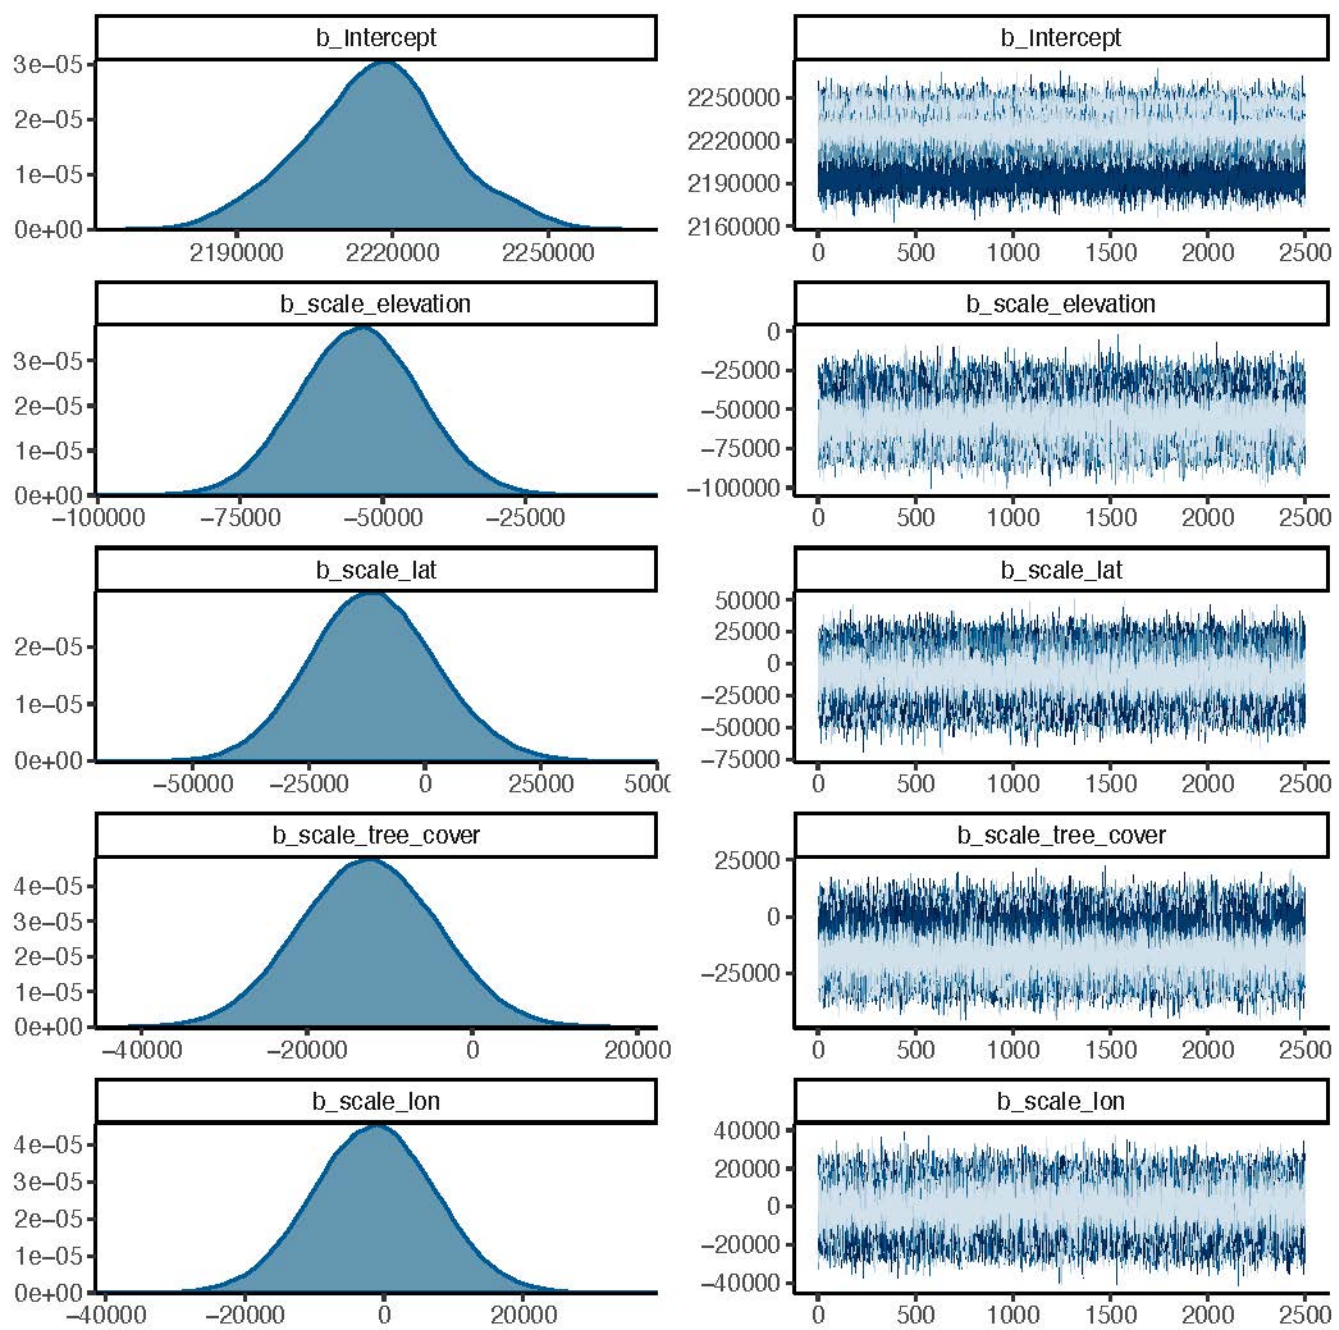 b_Intercept
3e−05
2e−05
1e−05
0e+00
2190000 2220000 2250000
b_Intercept
2250000
2220000
2190000
2160000
0 500 1000 1500 2000 2500
b_scale_elevation
3e−05
2e−05
1e−05
0e+00
−100000 −75000 −50000 −25000
b_scale_elevation
0
−25000
−50000
−75000
−100000
0 500 1000 1500 2000 2500
b_scale_lat
2e−05
1e−05
0e+00
−50000 −25000 0 25000 5000
b_scale_lat
50000
25000
0
−25000
−50000
−75000
0 500 1000 1500 2000 2500
b_scale_tree_cover
4e−05
3e−05
2e−05
1e−05
0e+00
−40000 −20000 0 20000
b_scale_tree_cover
25000
0
−25000
0 500 1000 1500 2000 2500
b_scale_lon
4e−05
3e−05
2e−05
1e−05
0e+00
−40000 −20000 0 20000
b_scale_lon
40000
20000
0
−20000
−40000
0 500 1000 1500 2000 2500